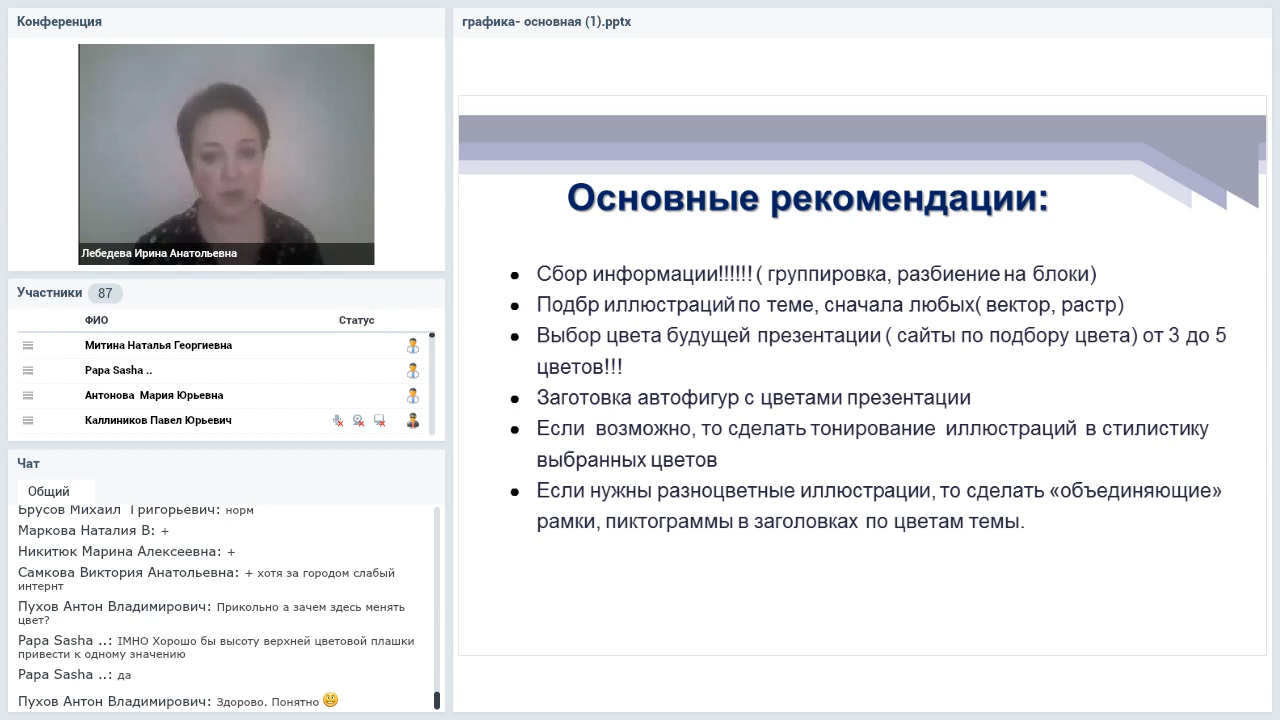 Конференция
Лебедева Ирина Анатольевна
Участники 87
ФИО Статус
Митина Наталья Георгиевна
Papa Sasha ..
Антонова Мария Юрьевна
Каллиников Павел Юрьевич
Чат
Общий
Брусов Михаил Григорьевич: норм
Маркова Наталия В: +
Никитюк Марина Алексеевна: +
Самкова Виктория Анатольевна: + хотя за городом слабый
интернт
Пухов Антон Владимирович: Прикольно а зачем здесь менять
цвет?
Papa Sasha ..: IMHO Хорошо бы высоту верхней цветовой плашки
привести к одному значению
Papa Sasha ..: да
Пухов Антон Владимирович: Здорово. Понятно
графика- основная (1).pptx
Основные рекомендации:
• Сбор информации!!!!!! ( группировка, разбиение на блоки)
• Подбр иллюстраций по теме, сначала любых( вектор, растр)
• Выбор цвета будущей презентации ( сайты по подбору цвета) от 3 до 5
цветов!!!
• Заготовка автофигур с цветами презентации
• Если возможно, то сделать тонирование иллюстраций в стилистику
выбранных цветов
• Если нужны разноцветные иллюстрации, то сделать «объединяющие»
рамки, пиктограммы в заголовках по цветам темы.